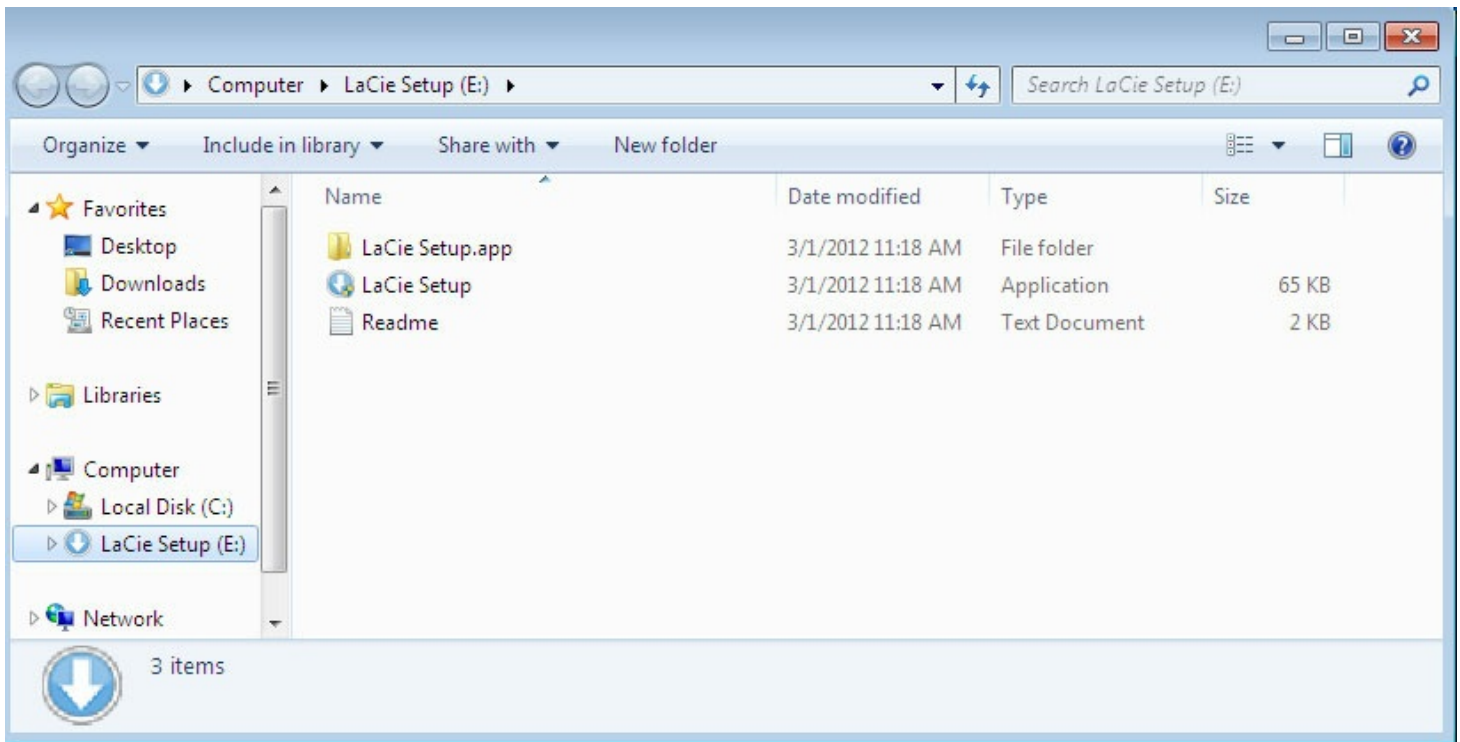 Computer LaCie Setup (E:) Search LaCie Setup (E:)
Organize Include in library Share with New folder
Favorites
Desktop
Downloads
Recent Places
Libraries
Computer
Local Disk (C:)
LaCie Setup (E:)
Network
Name Date modified Type Size
LaCie Setup.app 3/1/2012 11:18 AM File folder
LaCie Setup 3/1/2012 11:18 AM Application 65 KB
Readme 3/1/2012 11:18 AM Text Document 2 KB
3 items